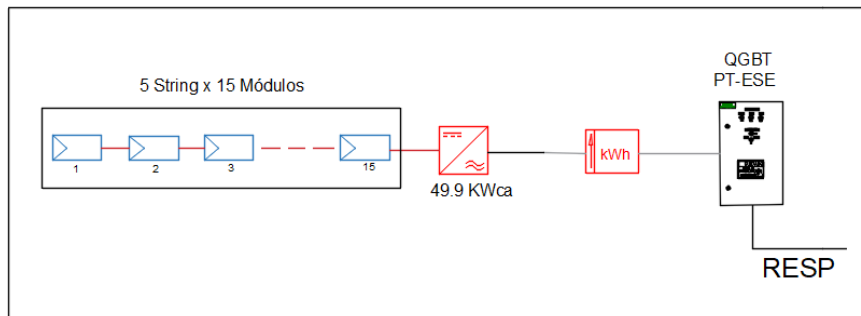 5 String x 15 Módulos
1
2
3
15
49.9 KWca
kWh
QGBT
PT-ESE
RESP